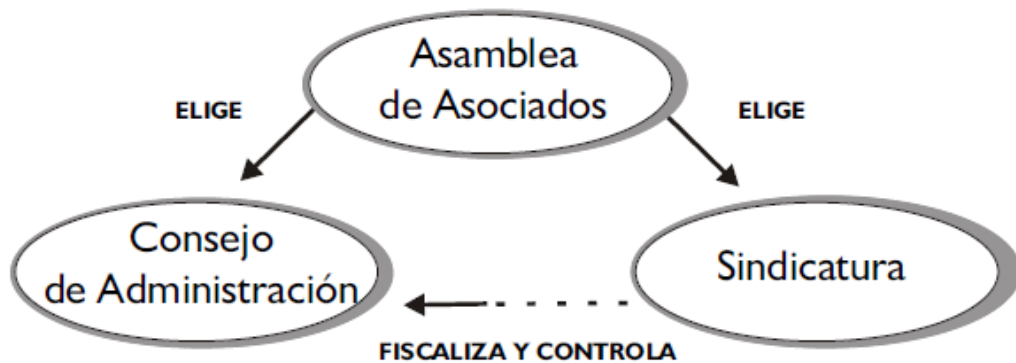 Asamblea
de Asociados
ELIGE
ELIGE
Consejo
de Administración
Sindicatura
FISCALIZA Y CONTROLA